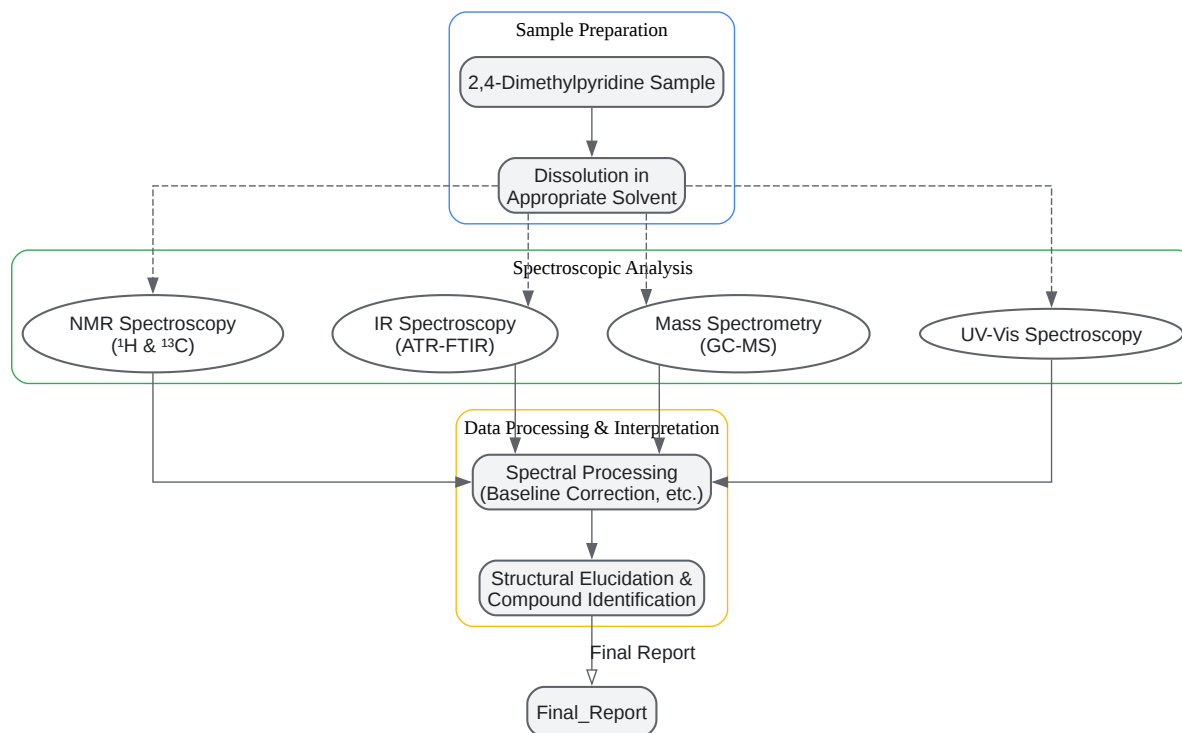 Sample Preparation
2,4-Dimethylpyridine Sample
Dissolution in
Appropriate Solvent
Spectroscopic Analysis
NMR Spectroscopy
(¹H & ¹³C)
IR Spectroscopy
(ATR-FTIR)
Mass Spectrometry
(GC-MS)
UV-Vis Spectroscopy
Data Processing & Interpretation
Spectral Processing
(Baseline Correction, etc.)
Structural Elucidation &
Compound Identification
Final Report
Final_Report